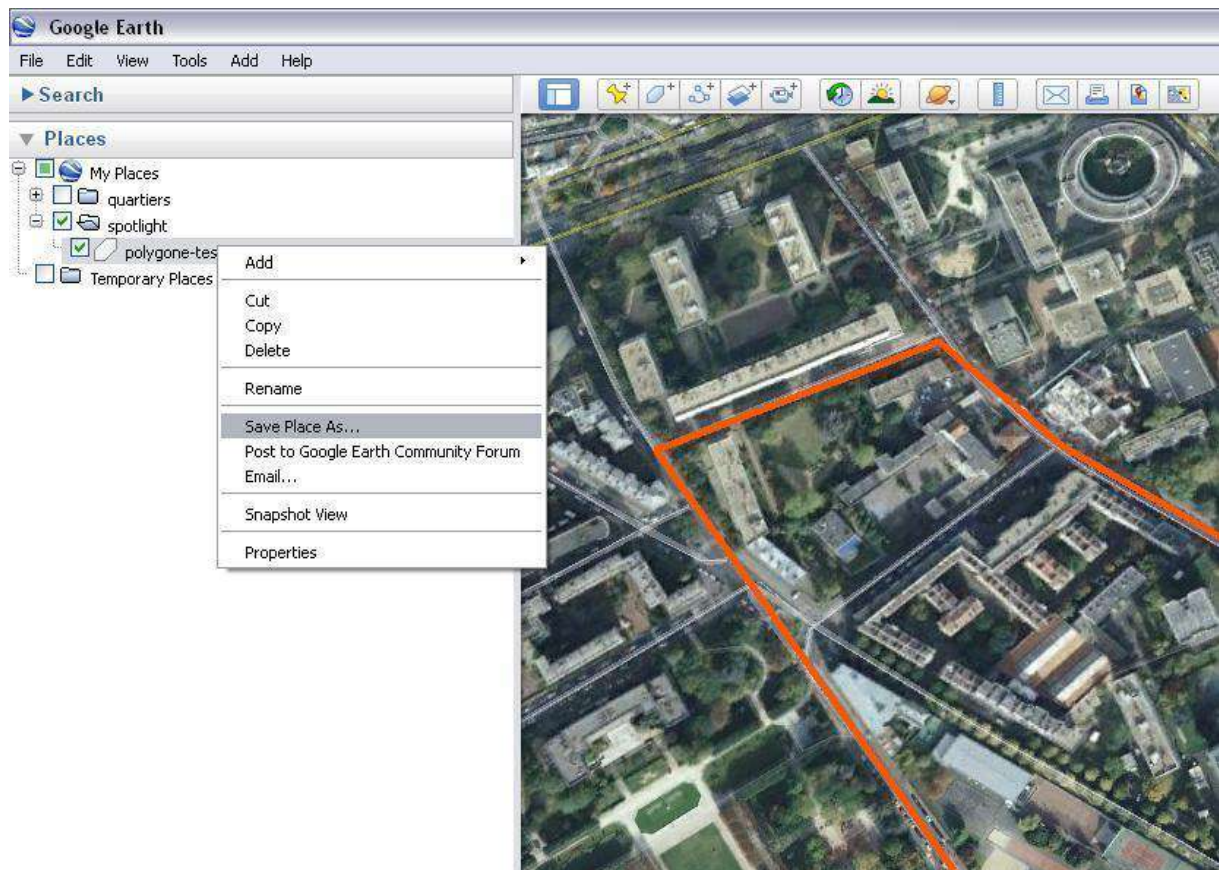 Google Earth
File Edit View Tools Add Help
Search
Places
My Places
quartiers
spotlight
polygone-tes
Temporary Places
Add
Cut
Copy
Delete
Rename
Save Place As...
Post to Google Earth Community Forum
Email...
Snapshot View
Properties